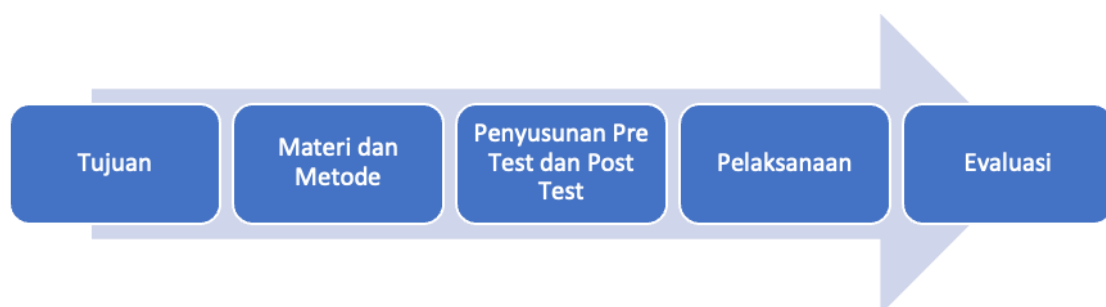 Tujuan
Materi dan
Metode
Penyusunan Pre
Test dan Post
Test
Pelaksanaan
Evaluasi